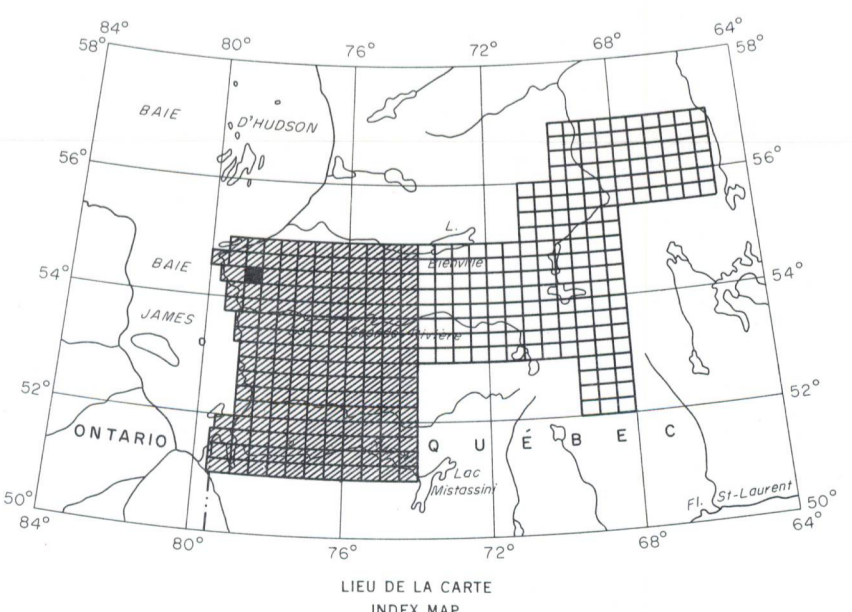 84°
80°
76°
72°
68°
64°
58°
58°
BAIE
D'HUDSON
56°
56°
L.
Bienville
BAIE
54°
54°
JAMES
Rivière
52°
52°
ONTARIO
QUÉBEC
Lac
Mistassini
Fl. St-Laurent
50°
50°
84°
80°
76°
72°
68°
64°
LIEU DE LA CARTE
INDEX MAP